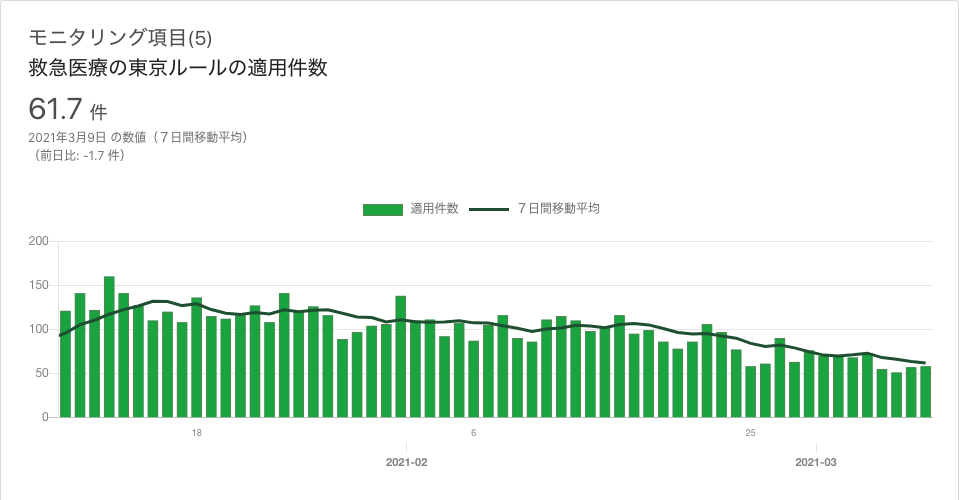 モニタリング項目(5)
救急医療の東京ルールの適用件数
61.7 件
2021年3月9日 の数値（７日間移動平均）
（前日比: -1.7 件）
適用件数 ７日間移動平均
200
150
100
50
0
18 6 25
2021-02 2021-03